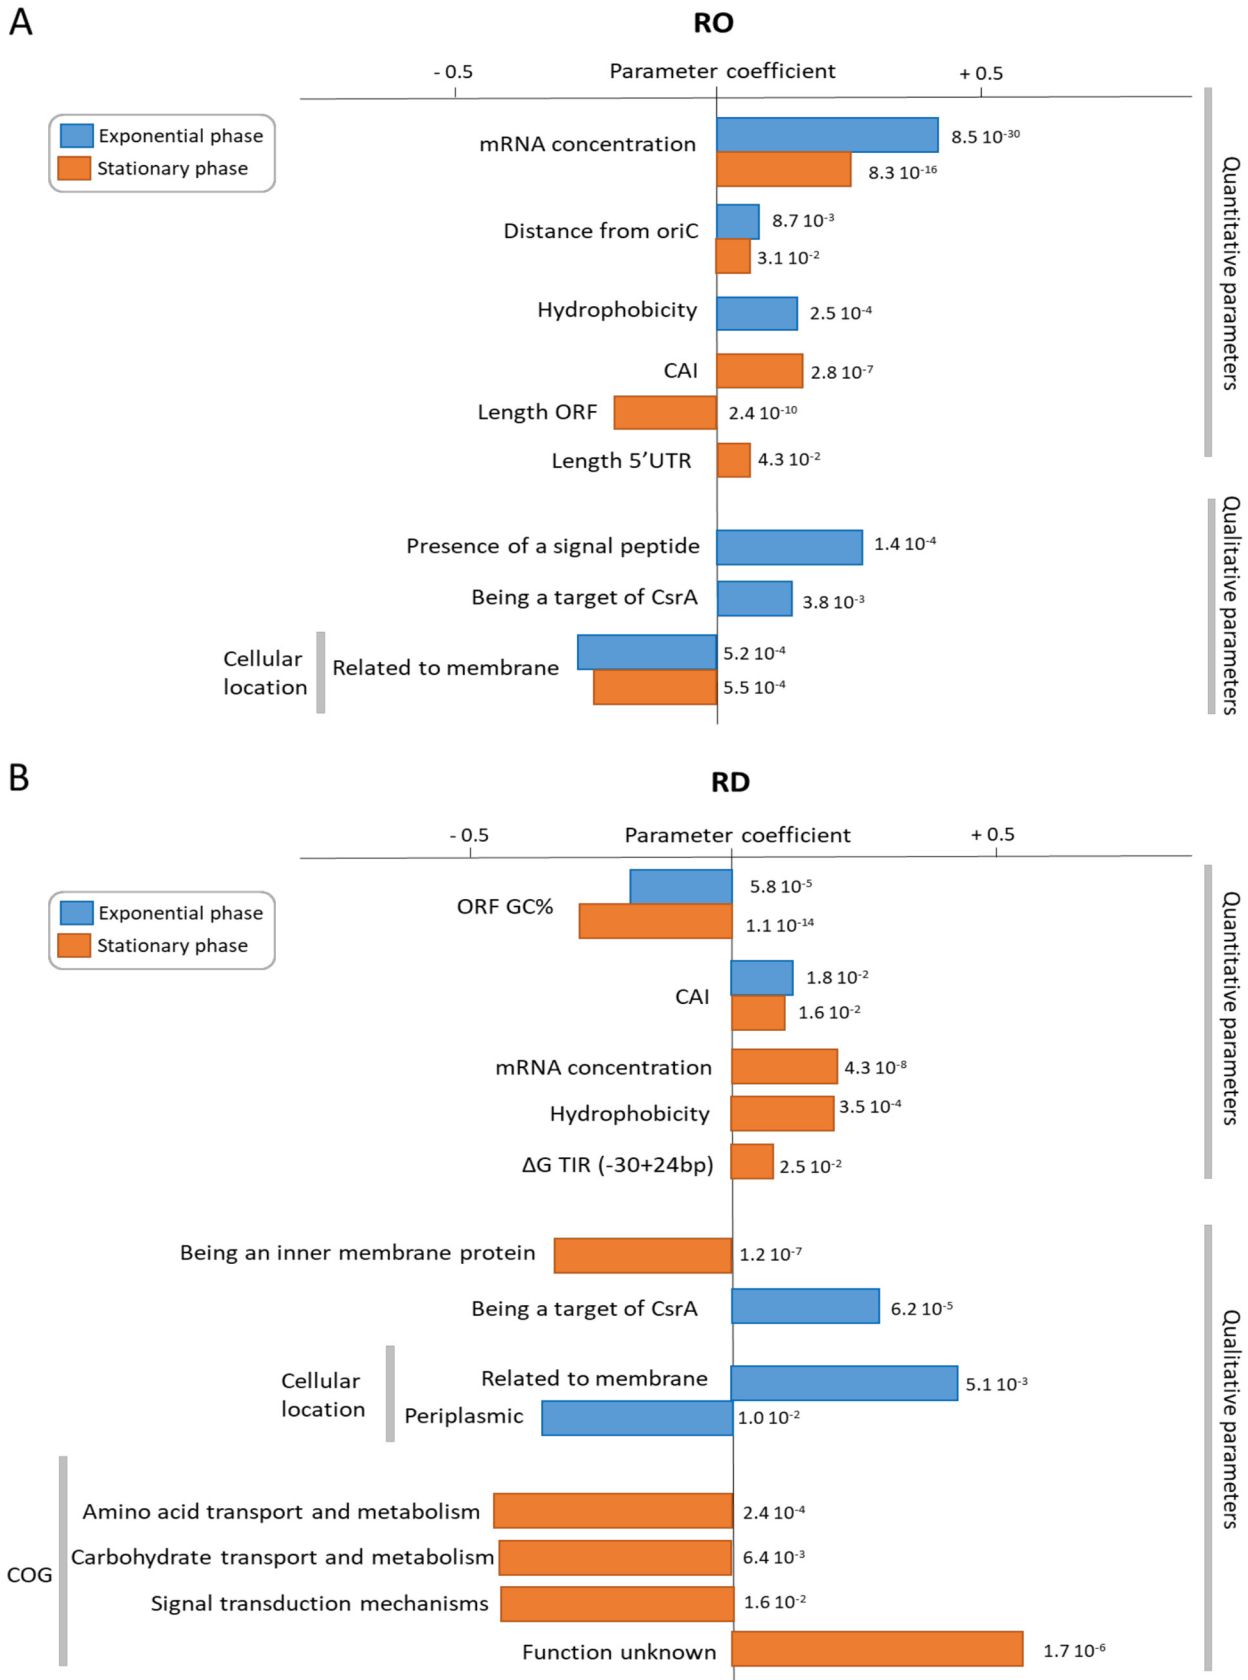 A
RO
- 0.5
Parameter coefficient
+ 0.5
Exponential phase
Stationary phase
mRNA concentration
8.5 10⁻³⁰
8.3 10⁻¹⁶
Distance from oriC
8.7 10⁻³
3.1 10⁻²
Hydrophobicity
2.5 10⁻⁴
CAI
2.8 10⁻⁷
Length ORF
2.4 10⁻¹⁰
Length 5’UTR
4.3 10⁻²
Quantitative parameters
Presence of a signal peptide
1.4 10⁻⁴
Being a target of CsrA
3.8 10⁻³
Cellular
location
Related to membrane
5.2 10⁻⁴
5.5 10⁻⁴
Qualitative parameters
B
RD
- 0.5
Parameter coefficient
+ 0.5
Exponential phase
Stationary phase
ORF GC%
5.8 10⁻⁵
1.1 10⁻¹⁴
CAI
1.8 10⁻²
1.6 10⁻²
mRNA concentration
4.3 10⁻⁸
Hydrophobicity
3.5 10⁻⁴
ΔG TIR (-30+24bp)
2.5 10⁻²
Quantitative parameters
Being an inner membrane protein
1.2 10⁻⁷
Being a target of CsrA
6.2 10⁻⁵
Cellular
location
Related to membrane
5.1 10⁻³
Periplasmic
1.0 10⁻²
COG
Amino acid transport and metabolism
2.4 10⁻⁴
Carbohydrate transport and metabolism
6.4 10⁻³
Signal transduction mechanisms
1.6 10⁻²
Function unknown
1.7 10⁻⁶
Qualitative parameters